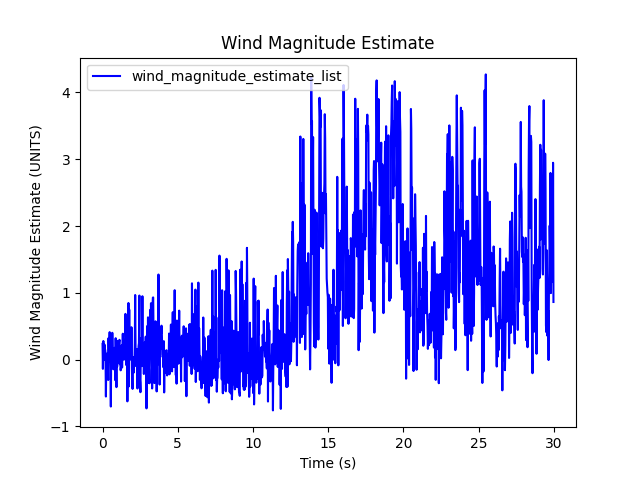 Wind Magnitude Estimate
wind_magnitude_estimate_list
Wind Magnitude Estimate (UNITS)
4
3
2
1
0
−1
0 5 10 15 20 25 30
Time (s)